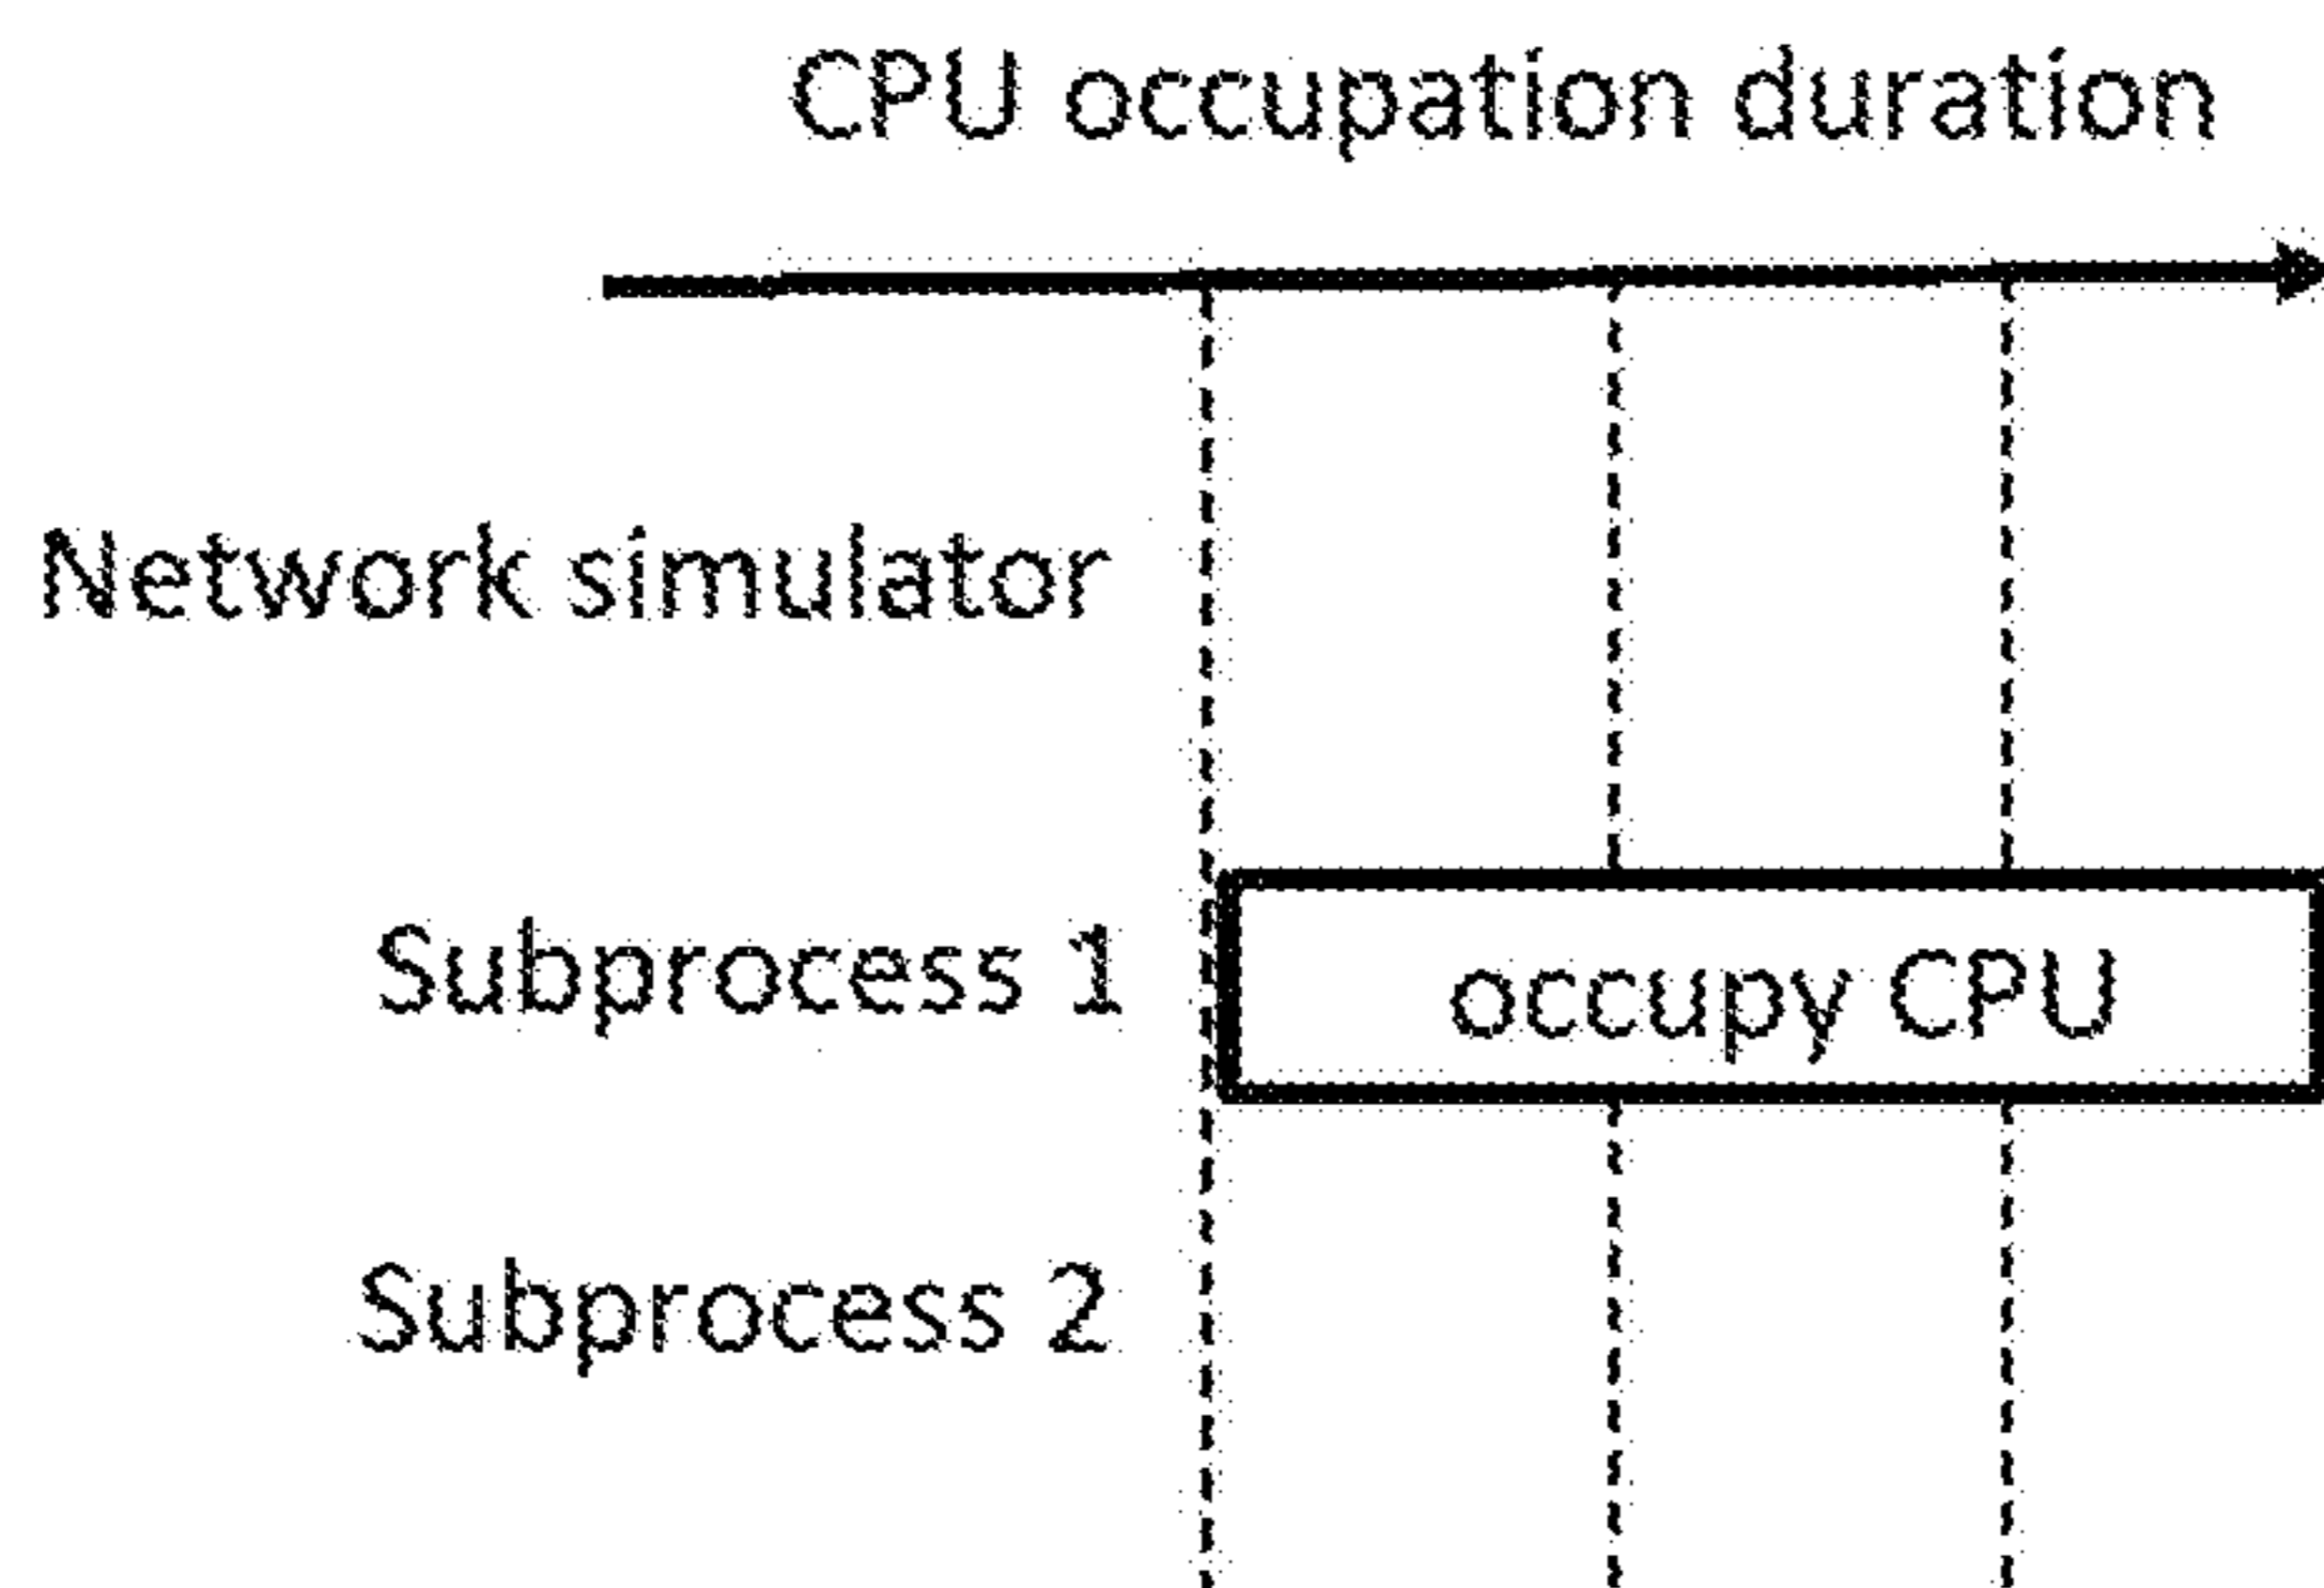 CPU occupation duration
Network simulator
Subprocess 1
occupy CPU
Subprocess 2